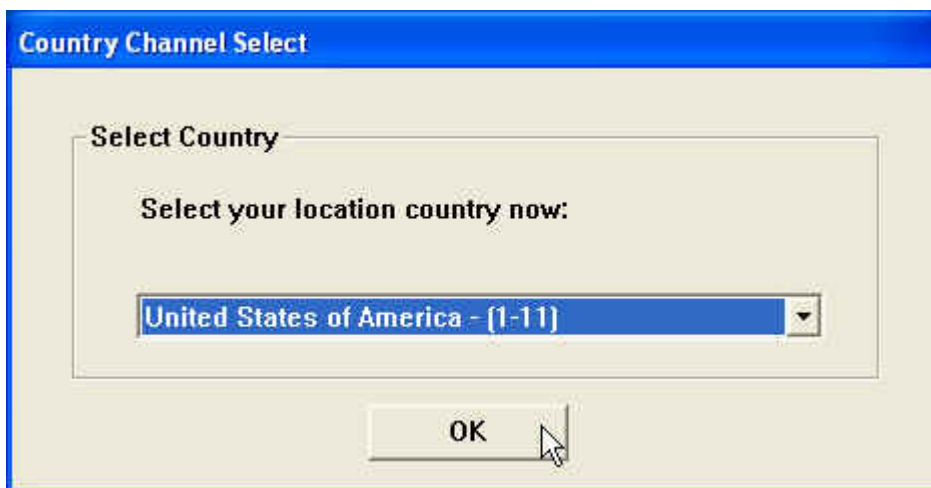 Country Channel Select
Select Country
Select your location country now:
United States of America - (1-11)
OK